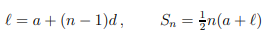 ℓ = a + (n − 1)d ,    Sₙ = ½n(a + ℓ)